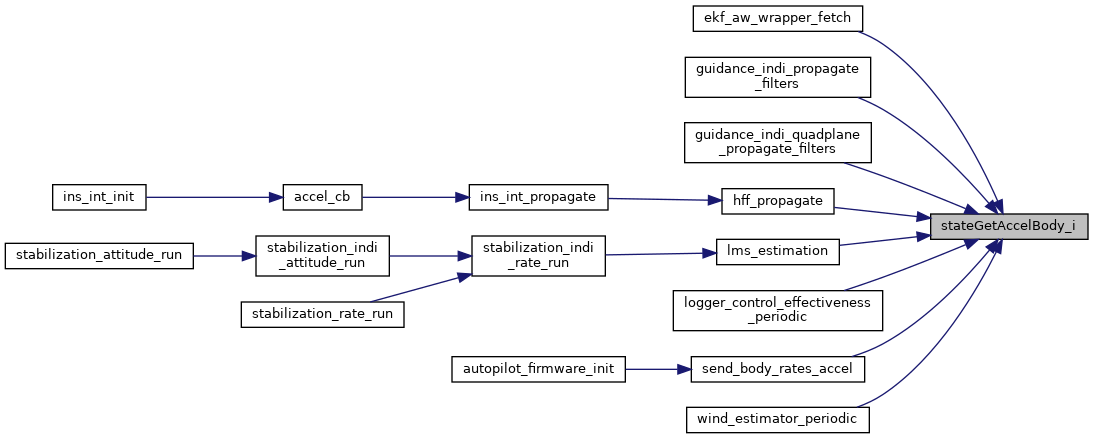 ekf_aw_wrapper_fetch
guidance_indi_propagate
_filters
guidance_indi_quadplane
_propagate_filters
ins_int_init
accel_cb
ins_int_propagate
hff_propagate
stateGetAccelBody_i
stabilization_attitude_run
stabilization_indi
_attitude_run
stabilization_indi
_rate_run
lms_estimation
stabilization_rate_run
logger_control_effectiveness
_periodic
autopilot_firmware_init
send_body_rates_accel
wind_estimator_periodic